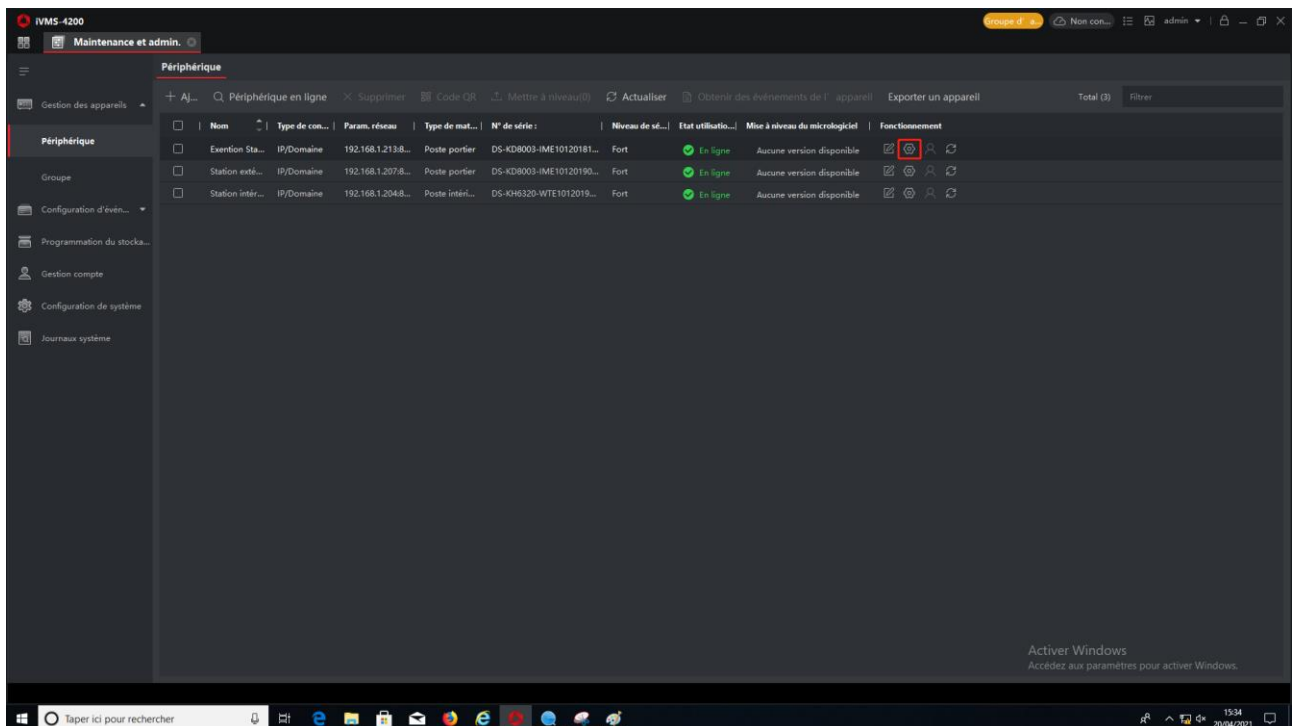 iVMS-4200
Groupe d' a...
Non con...
admin
Maintenance et admin.
Périphérique
Gestion des appareils
Aj...
Périphérique en ligne
Supprimer
Code QR
Mettre à niveau(0)
Actualiser
Obtenir des événements de l' appareil
Exporter un appareil
Total (3)
Filtrer
Nom
Type de con...
Param. réseau
Type de mat...
N° de série :
Niveau de sé...
Etat utilisatio...
Mise à niveau du micrologiciel
Fonctionnement
Périphérique
Exention Sta... IP/Domaine 192.168.1.213:8... Poste portier DS-KD8003-IME10120181... Fort En ligne Aucune version disponible
Station exté... IP/Domaine 192.168.1.207:8... Poste portier DS-KD8003-IME10120190... Fort En ligne Aucune version disponible
Groupe
Station intér... IP/Domaine 192.168.1.204:8... Poste intéri... DS-KH6320-WTE1012019... Fort En ligne Aucune version disponible
Configuration d'évén...
Programmation du stocka...
Gestion compte
Configuration de système
Journaux système
Activer Windows
Accédez aux paramètres pour activer Windows.
Taper ici pour rechercher
15:34
20/04/2021